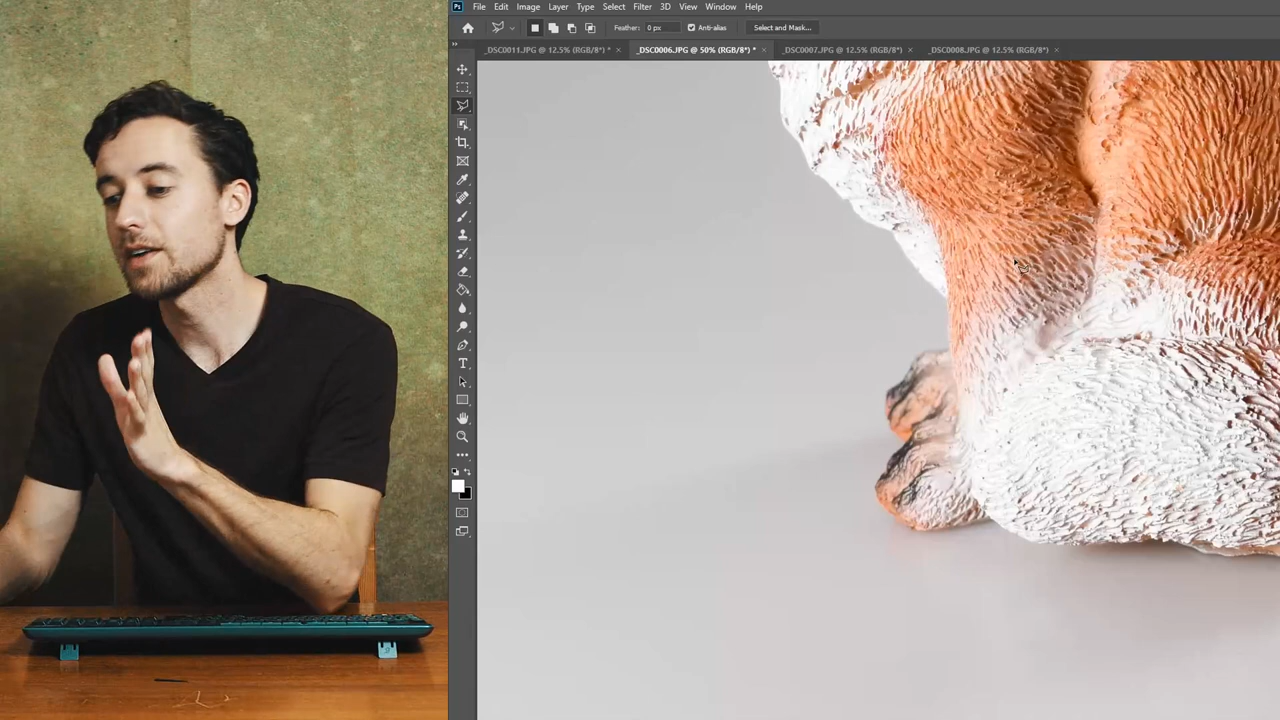 Ps File Edit Image Layer Type Select Filter 3D View Window Help
Feather: 0 px Anti-alias Select and Mask...
_DSC0011.JPG @ 12.5% (RGB/8*) * × _DSC0006.JPG @ 50% (RGB/8*) * × _DSC0007.JPG @ 12.5% (RGB/8*) × _DSC0008.JPG @ 12.5% (RGB/8*) ×
T